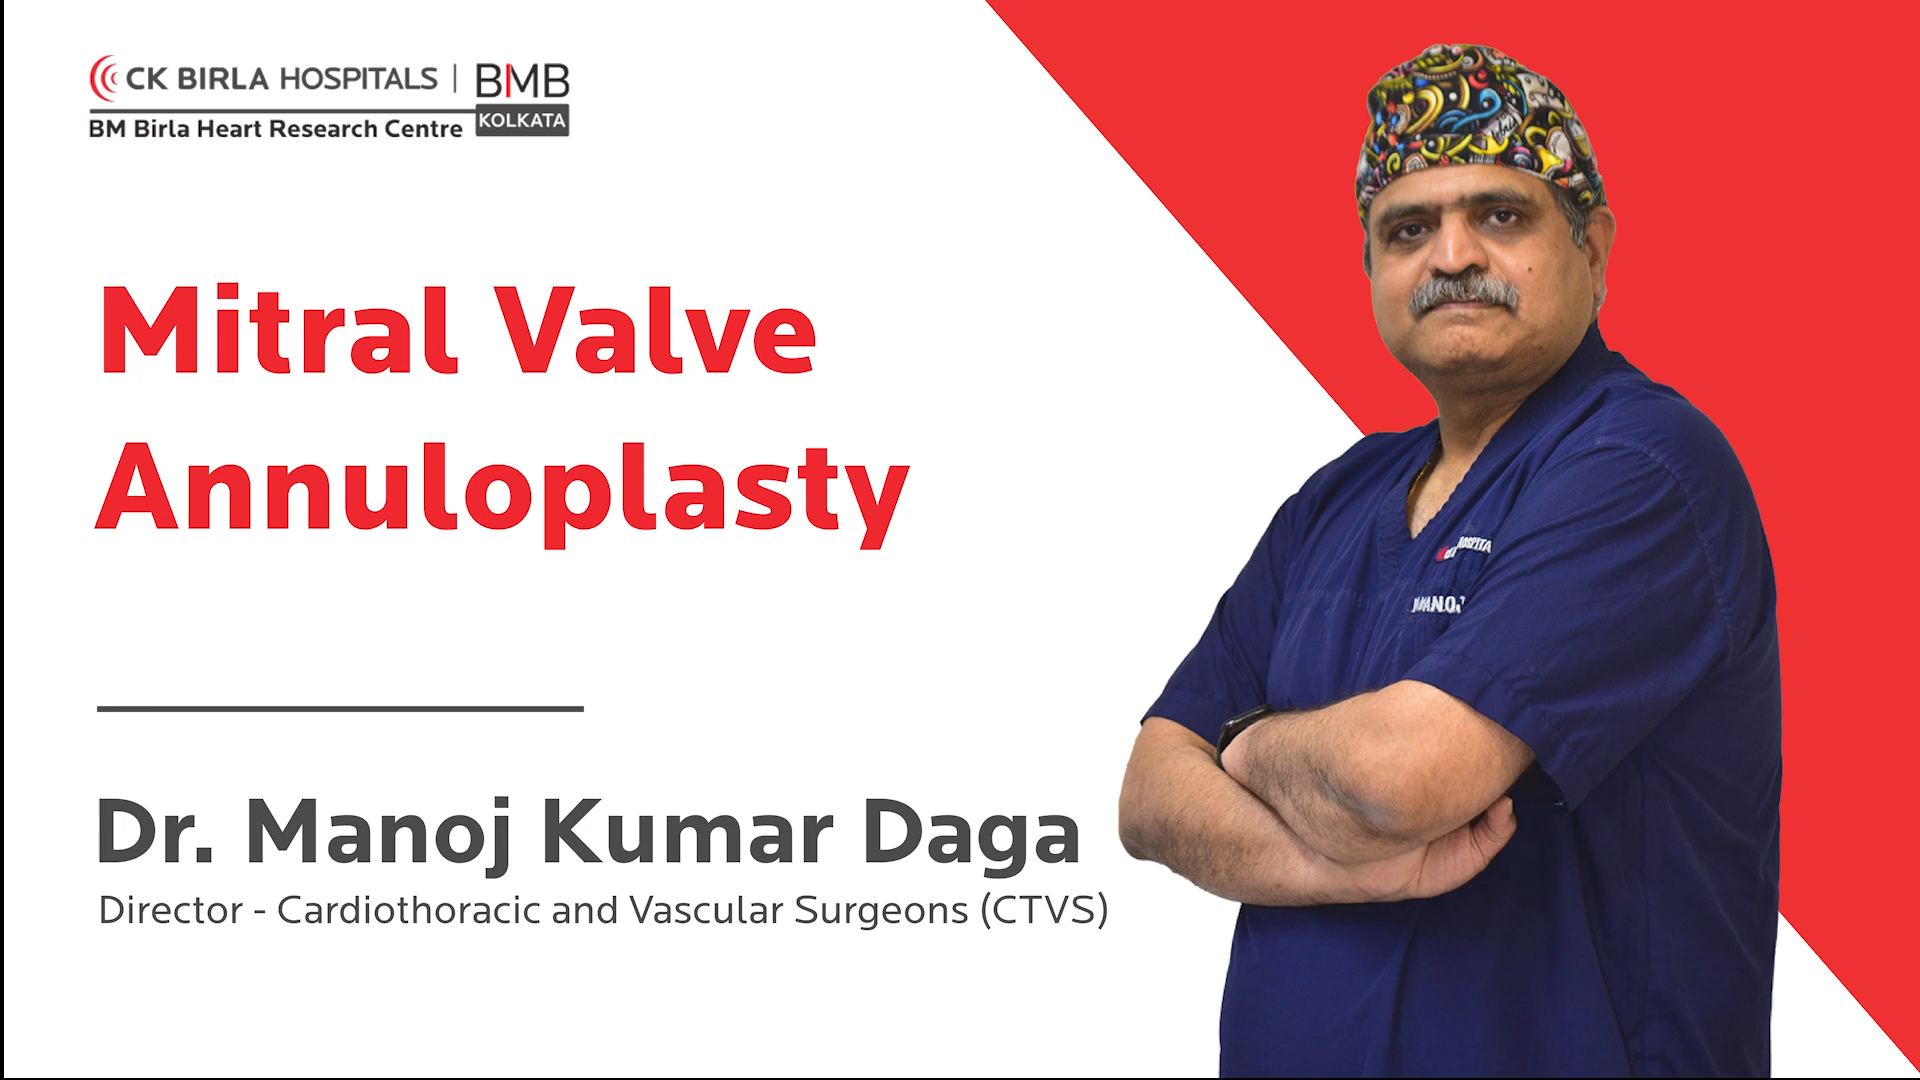 CK BIRLA HOSPITALS | BMB
KOLKATA
BM Birla Heart Research Centre
Mitral Valve
Annuloplasty
Dr. Manoj Kumar Daga
Director - Cardiothoracic and Vascular Surgeons (CTVS)